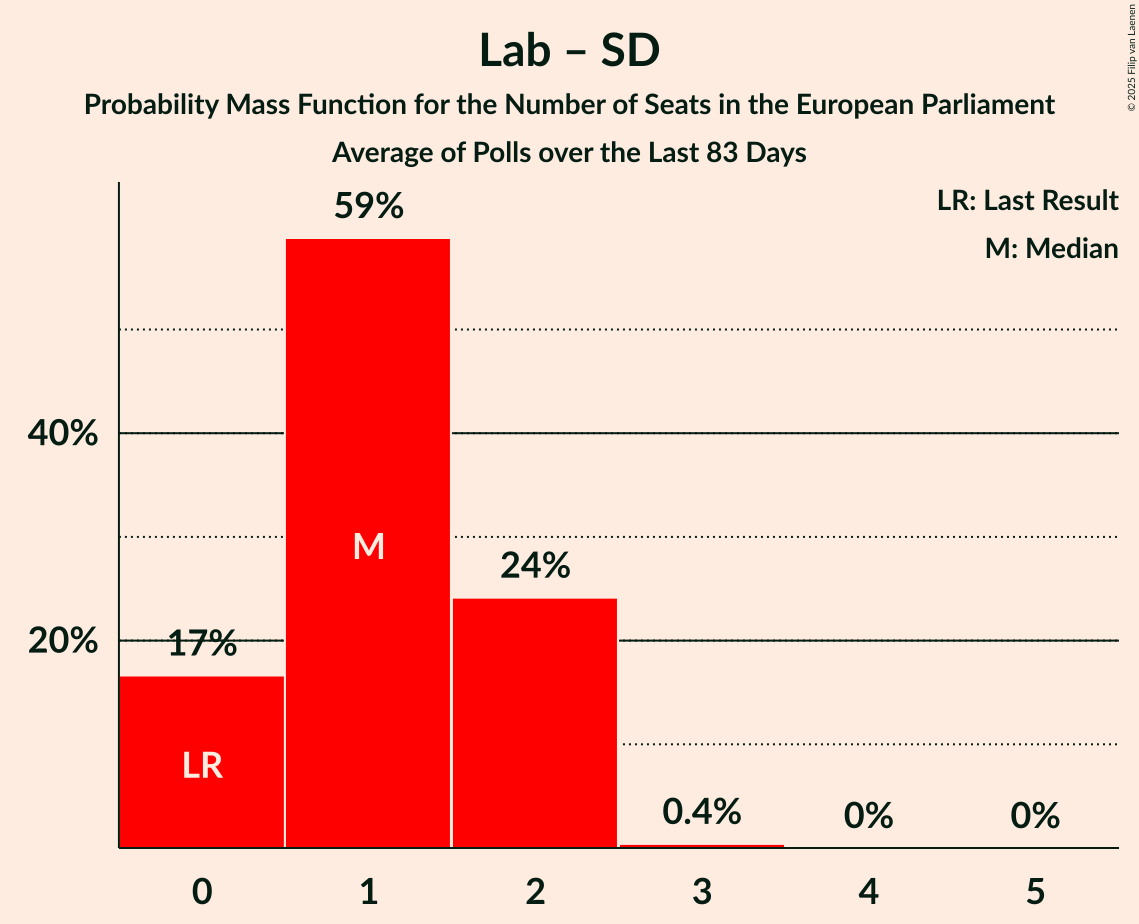 Lab – SD
Probability Mass Function for the Number of Seats in the European Parliament
Average of Polls over the Last 83 Days
© 2025 Filip van Laenen
LR: Last Result
M: Median
59%
40%
M
24%
20%
17%
LR
0.4%
0%
0%
0
1
2
3
4
5